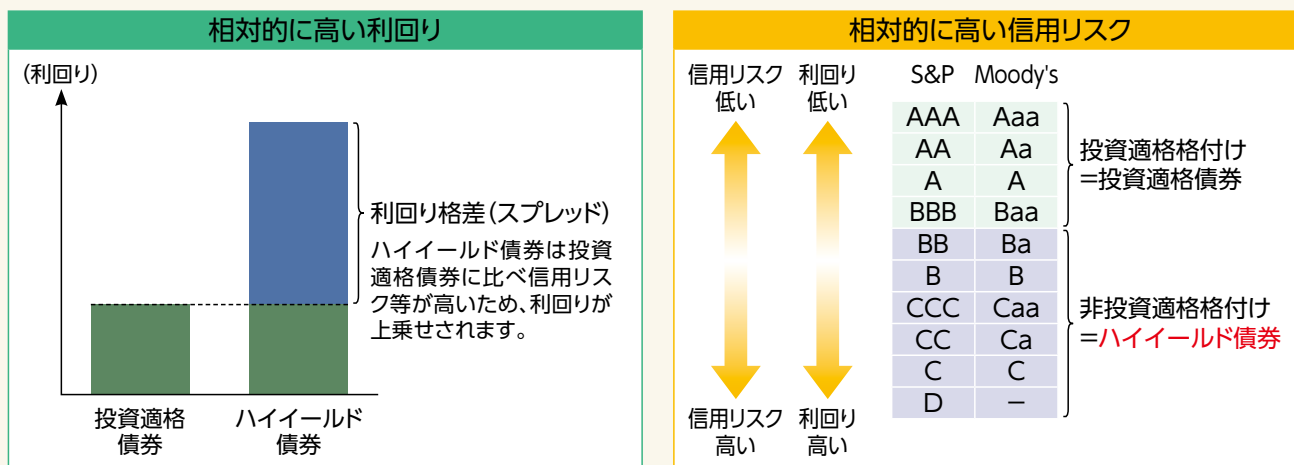 相対的に高い利回り
(利回り)
利回り格差(スプレッド)
ハイイールド債券は投資
適格債券に比べ信用リス
ク等が高いため、利回りが
上乗せされます。
投資適格
債券
ハイイールド
債券
相対的に高い信用リスク
信用リスク
低い
利回り
低い
S&P Moody's
AAA Aaa
AA Aa
A A
BBB Baa
BB Ba
B B
CCC Caa
CC Ca
C C
D −
投資適格格付け
=投資適格債券
非投資適格格付け
=ハイイールド債券
信用リスク
高い
利回り
高い